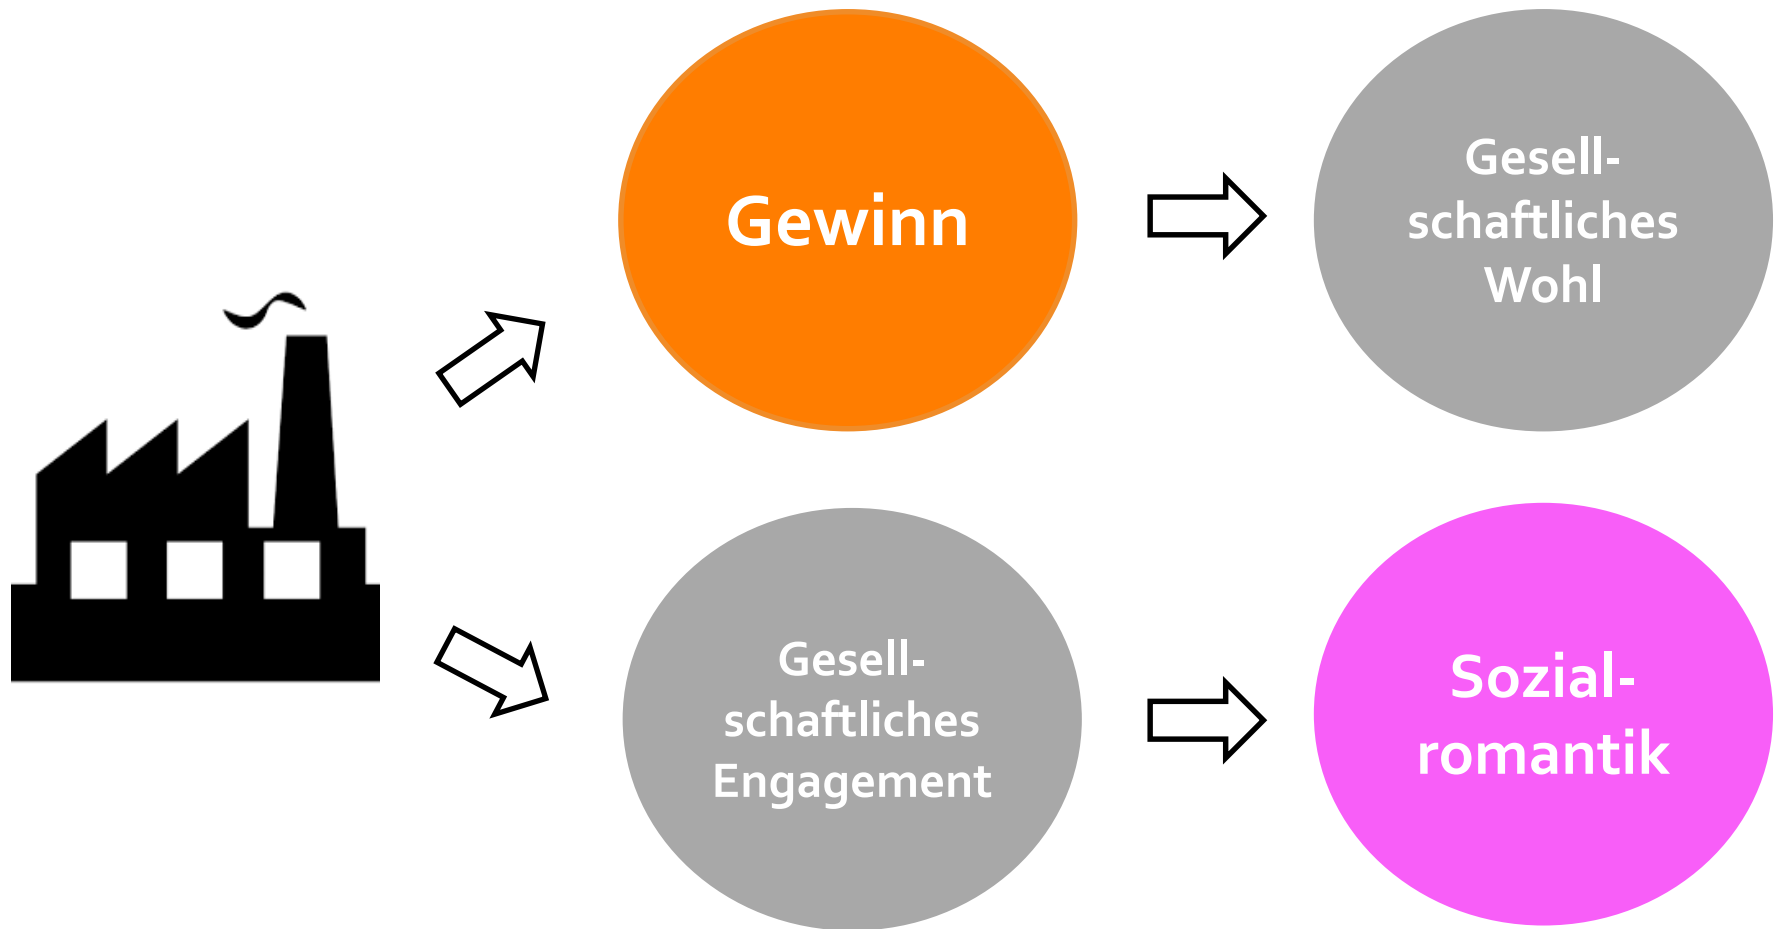 Gewinn
Gesell-
schaftliches
Wohl
Gesell-
schaftliches
Engagement
Sozial-
romantik